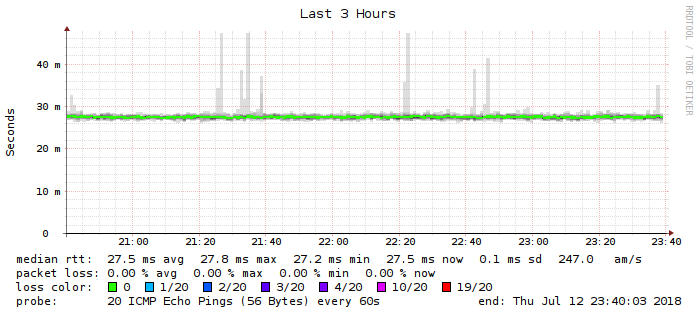 Last 3 Hours
RRDTOOL / TOBI OETIKER
Seconds
40 m
30 m
20 m
10 m
0
21:00 21:20 21:40 22:00 22:20 22:40 23:00 23:20 23:40
median rtt: 27.5 ms avg 27.8 ms max 27.2 ms min 27.5 ms now 0.1 ms sd 247.0 am/s
packet loss: 0.00 % avg 0.00 % max 0.00 % min 0.00 % now
loss color: 0 1/20 2/20 3/20 4/20 10/20 19/20
probe: 20 ICMP Echo Pings (56 Bytes) every 60s end: Thu Jul 12 23:40:03 2018